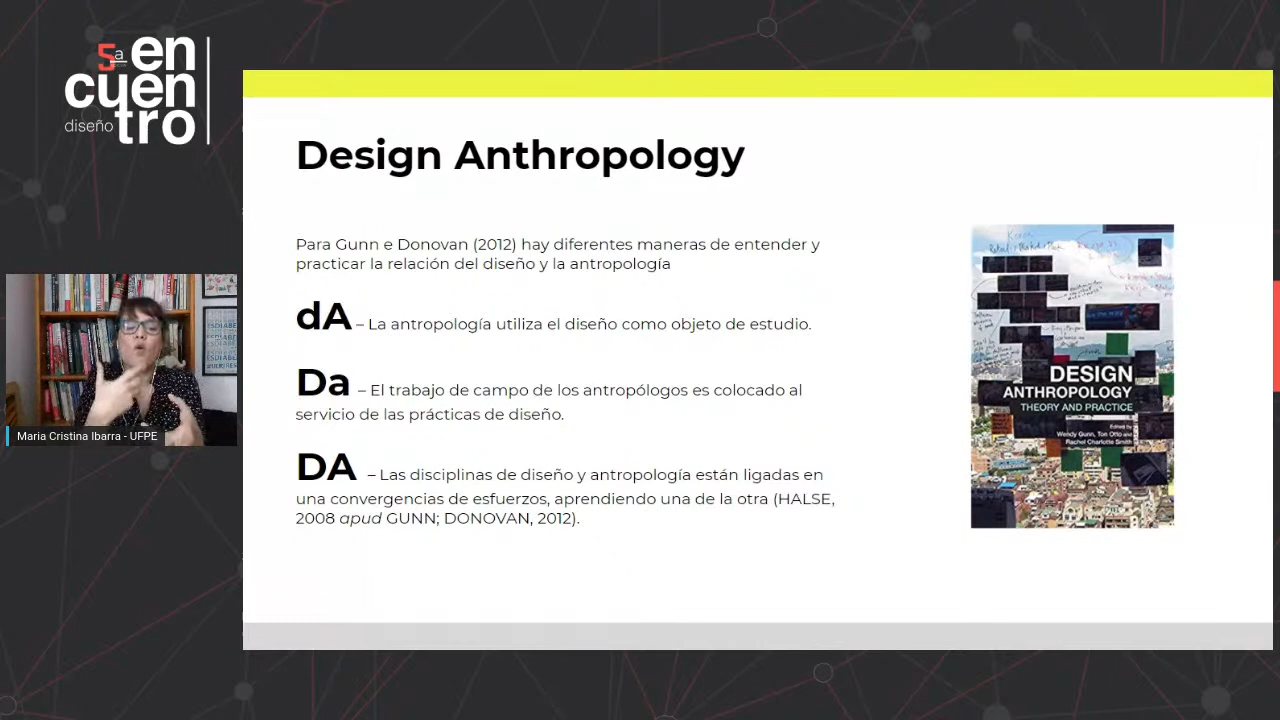 5a en
cuen
diseño tro
Design Anthropology
Para Gunn e Donovan (2012) hay diferentes maneras de entender y
practicar la relación del diseño y la antropología
dA – La antropología utiliza el diseño como objeto de estudio.
Da – El trabajo de campo de los antropólogos es colocado al
servicio de las prácticas de diseño.
DA – Las disciplinas de diseño y antropología están ligadas en
una convergencias de esfuerzos, aprendiendo una de la otra (HALSE,
2008 apud GUNN; DONOVAN, 2012).
DESIGN
ANTHROPOLOGY
THEORY AND PRACTICE
Edited by
Wendy Gunn, Ton Otto and
Rachel Charlotte Smith
Maria Cristina Ibarra - UFPE